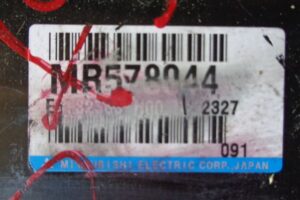 MR578044
2327
091
MITSUBISHI ELECTRIC CORP. JAPAN